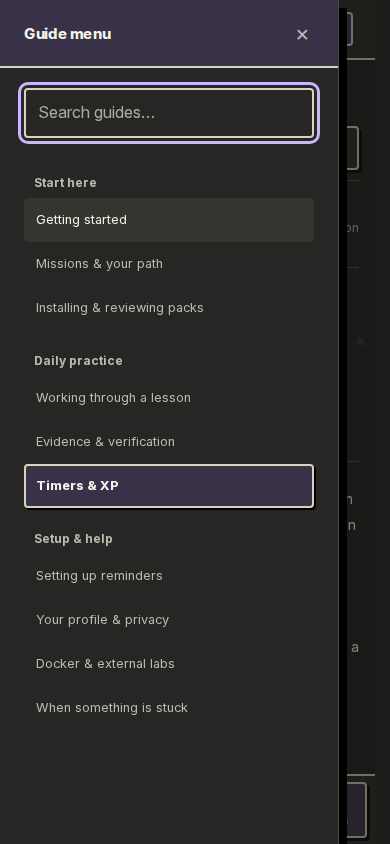 Guide menu
×
Search guides…
Start here
Getting started
Missions & your path
Installing & reviewing packs
Daily practice
Working through a lesson
Evidence & verification
Timers & XP
Setup & help
Setting up reminders
Your profile & privacy
Docker & external labs
When something is stuck